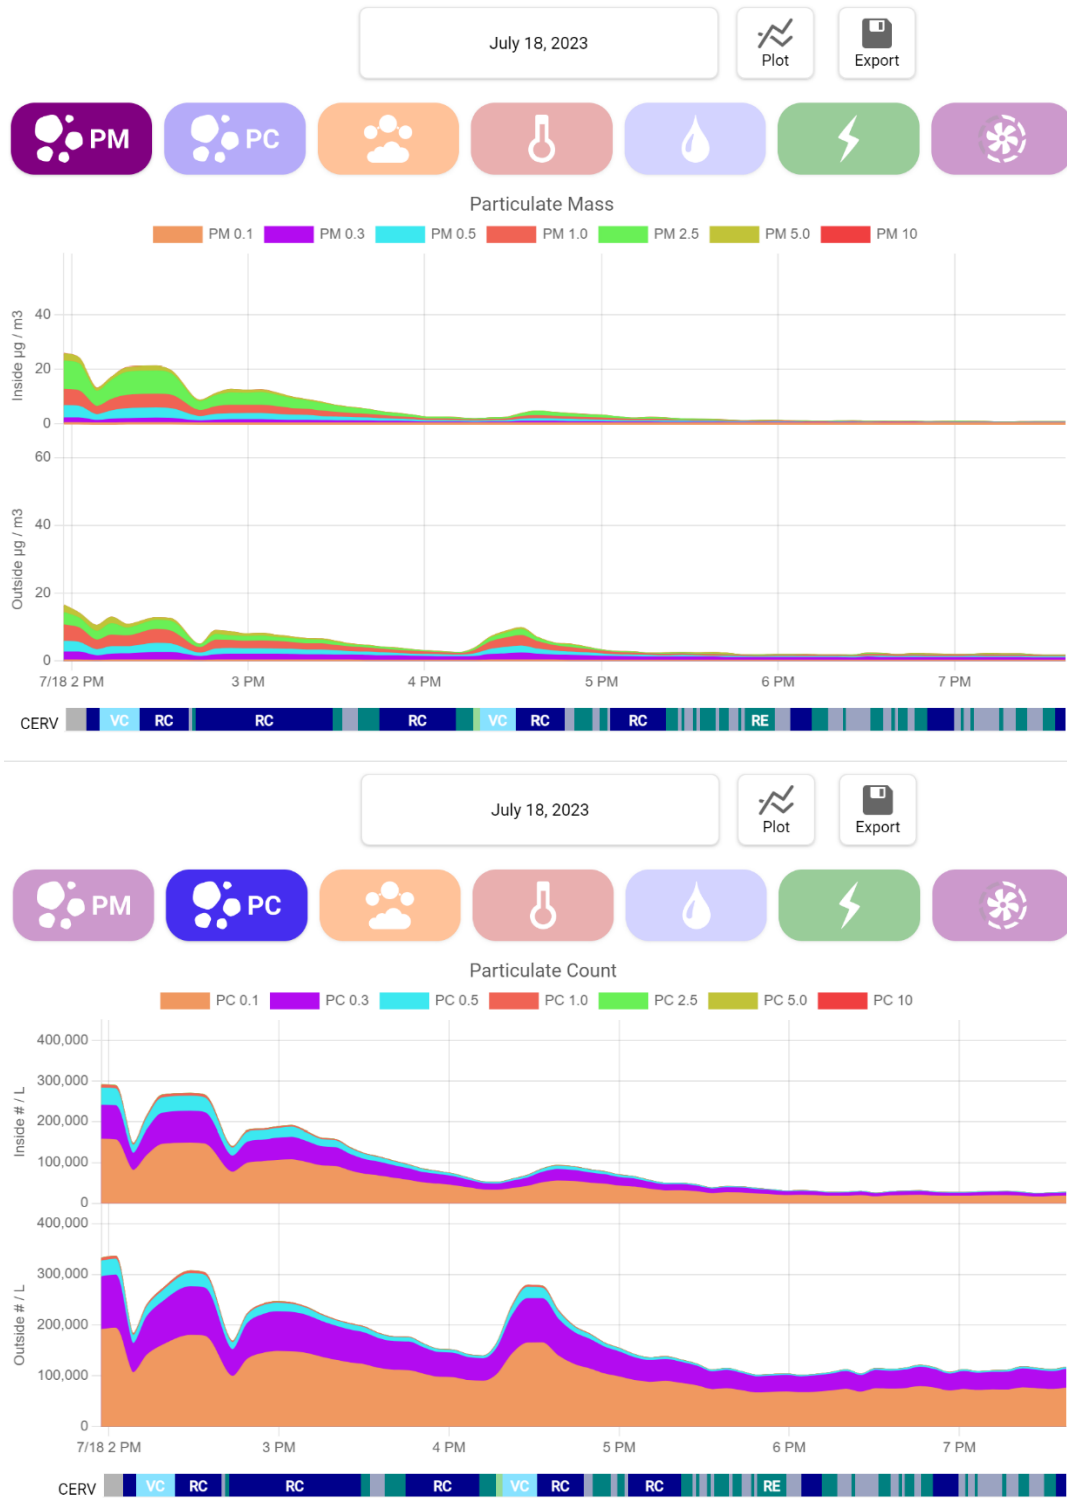 July 18, 2023
Plot
Export
PM
PC
Particulate Mass
PM 0.1 PM 0.3 PM 0.5 PM 1.0 PM 2.5 PM 5.0 PM 10
Inside µg / m3
40
20
0
Outside µg / m3
60
40
20
0
7/18 2 PM 3 PM 4 PM 5 PM 6 PM 7 PM
CERV VC RC RC RC VC RC RC RE
July 18, 2023
Plot
Export
PM
PC
Particulate Count
PC 0.1 PC 0.3 PC 0.5 PC 1.0 PC 2.5 PC 5.0 PC 10
Inside # / L
400,000
300,000
200,000
100,000
0
Outside # / L
400,000
300,000
200,000
100,000
0
7/18 2 PM 3 PM 4 PM 5 PM 6 PM 7 PM
CERV VC RC RC RC VC RC RC RE